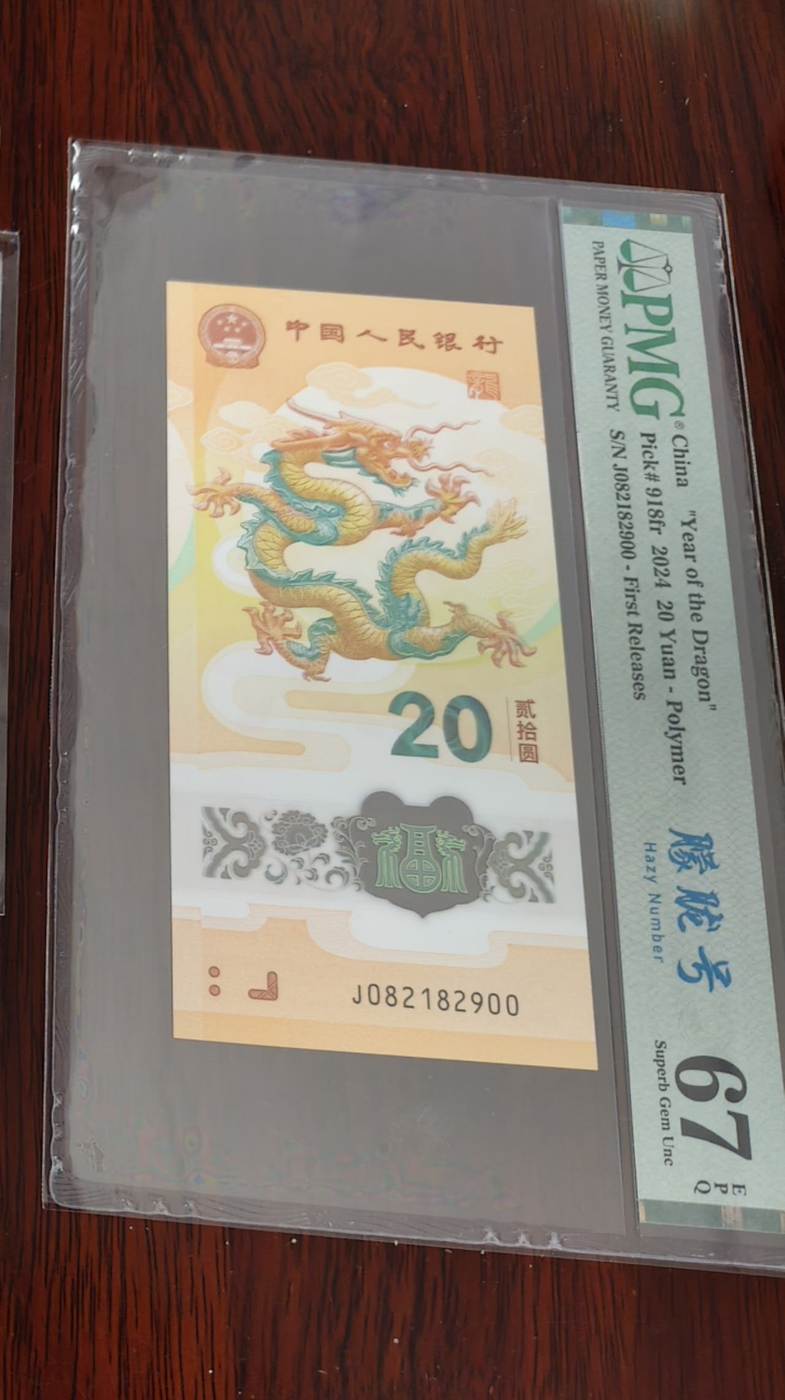 PMG®
PAPER MONEY GUARANTY
China "Year of the Dragon"
Pick# 918fr 2024 20 Yuan - Polymer
S/N J082182900 - First Releases
朦胧号
Hazy Number
67
EPQ
Superb Gem Unc
中国人民银行
龍
20
贰拾圆
福
J082182900